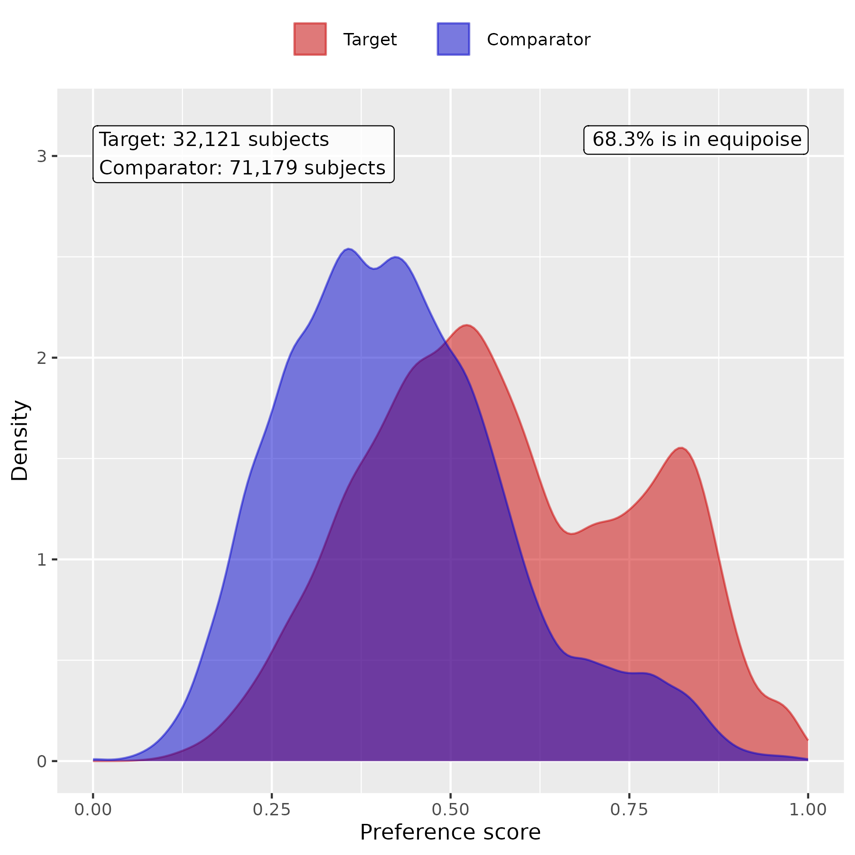 Target
Comparator
Target: 32,121 subjects
Comparator: 71,179 subjects
68.3% is in equipoise
3
2
1
0
Density
0.00
0.25
0.50
0.75
1.00
Preference score